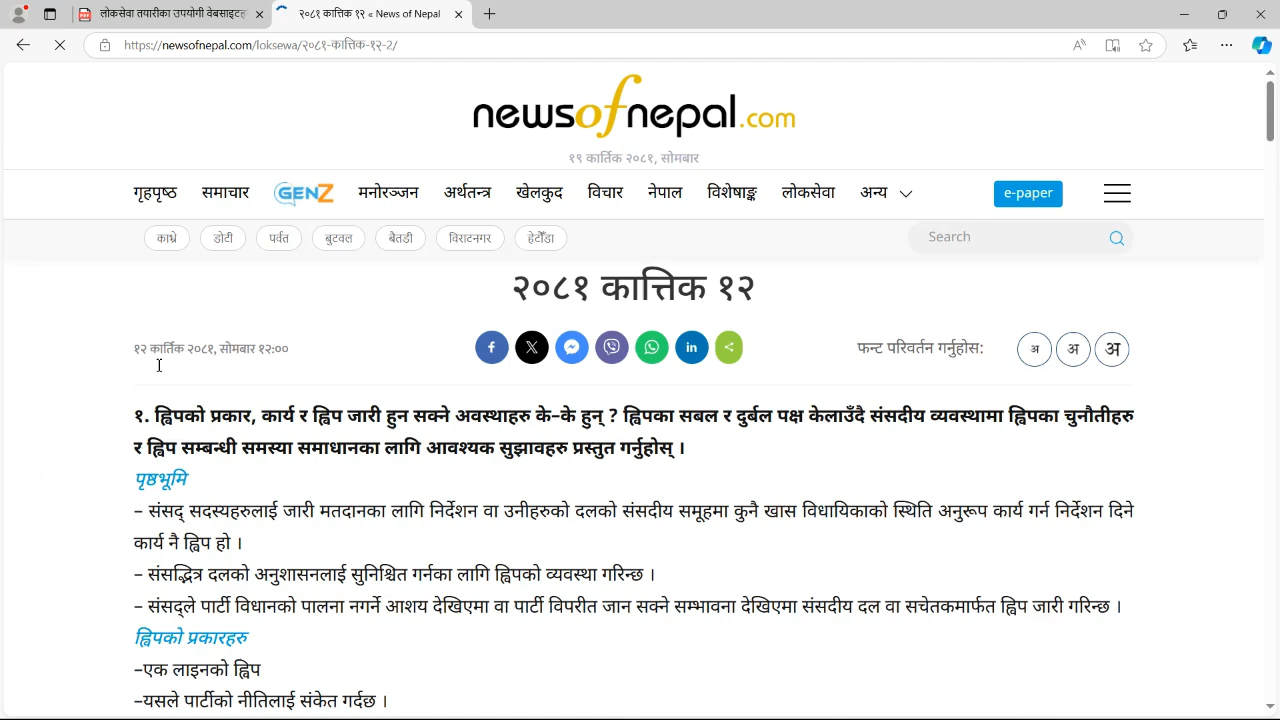 लोकसेवा तयारीका उपयोगी वेबसाइटह
२०८१ कात्तिक १२ « News of Nepal
https://newsofnepal.com/loksewa/२०८१-कात्तिक-१२-2/
newsofnepal.com
१९ कार्तिक २०८१, सोमबार
गृहपृष्ठ समाचार GENZ मनोरञ्जन अर्थतन्त्र खेलकुद विचार नेपाल विशेषाङ्क लोकसेवा अन्य e-paper
काभ्रे डोटी पर्वत बुटवल बैतडी विराटनगर हेटौँडा Search
२०८१ कात्तिक १२
१२ कार्तिक २०८१, सोमबार १२:०० फन्ट परिवर्तन गर्नुहोस: अ अ अ
१. ह्विपको प्रकार, कार्य र ह्विप जारी हुन सक्ने अवस्थाहरु के–के हुन् ? ह्विपका सबल र दुर्बल पक्ष केलाउँदै संसदीय व्यवस्थामा ह्विपका चुनौतीहरु
र ह्विप सम्बन्धी समस्या समाधानका लागि आवश्यक सुझावहरु प्रस्तुत गर्नुहोस् ।
पृष्ठभूमि
– संसद् सदस्यहरुलाई जारी मतदानका लागि निर्देशन वा उनीहरुको दलको संसदीय समूहमा कुनै खास विधायिकाको स्थिति अनुरूप कार्य गर्न निर्देशन दिने
कार्य नै ह्विप हो ।
– संसद्भित्र दलको अनुशासनलाई सुनिश्चित गर्नका लागि ह्विपको व्यवस्था गरिन्छ ।
– संसद्ले पार्टी विधानको पालना नगर्ने आशय देखिएमा वा पार्टी विपरीत जान सक्ने सम्भावना देखिएमा संसदीय दल वा सचेतकमार्फत ह्विप जारी गरिन्छ ।
ह्विपको प्रकारहरु
–एक लाइनको ह्विप
–यसले पार्टीको नीतिलाई संकेत गर्दछ ।